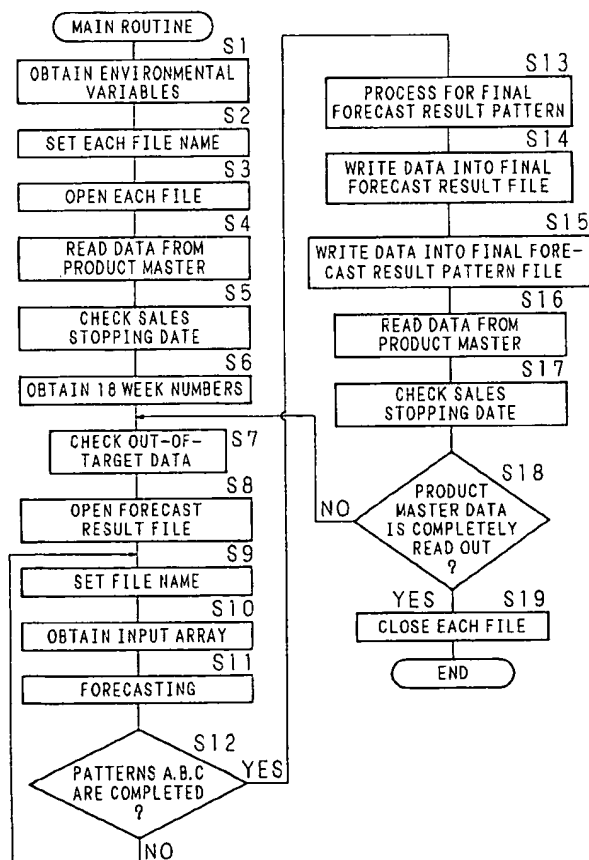 MAIN ROUTINE
S1
OBTAIN ENVIRONMENTAL
VARIABLES
S2
SET EACH FILE NAME
S3
OPEN EACH FILE
S4
READ DATA FROM
PRODUCT MASTER
S5
CHECK SALES
STOPPING DATE
S6
OBTAIN 18 WEEK NUMBERS
CHECK OUT-OF-
TARGET DATA
S7
S8
OPEN FORECAST
RESULT FILE
S9
SET FILE NAME
S10
OBTAIN INPUT ARRAY
S11
FORECASTING
S12
PATTERNS A.B.C
ARE COMPLETED
?
YES
NO
S13
PROCESS FOR FINAL
FORECAST RESULT PATTERN
S14
WRITE DATA INTO FINAL
FORECAST RESULT FILE
S15
WRITE DATA INTO FINAL FORE-
CAST RESULT PATTERN FILE
S16
READ DATA FROM
PRODUCT MASTER
S17
CHECK SALES
STOPPING DATE
S18
PRODUCT
MASTER DATA
IS COMPLETELY
READ OUT
?
NO
YES
S19
CLOSE EACH FILE
END